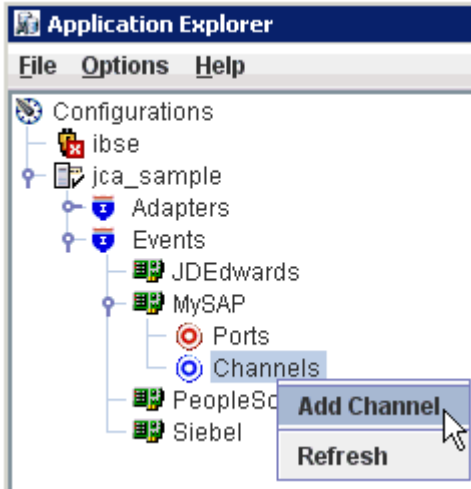 Application Explorer
File Options Help
Configurations
ibse
jca_sample
Adapters
Events
JDEdwards
MySAP
Ports
Channels
Add Channel
PeopleSo
Refresh
Siebel